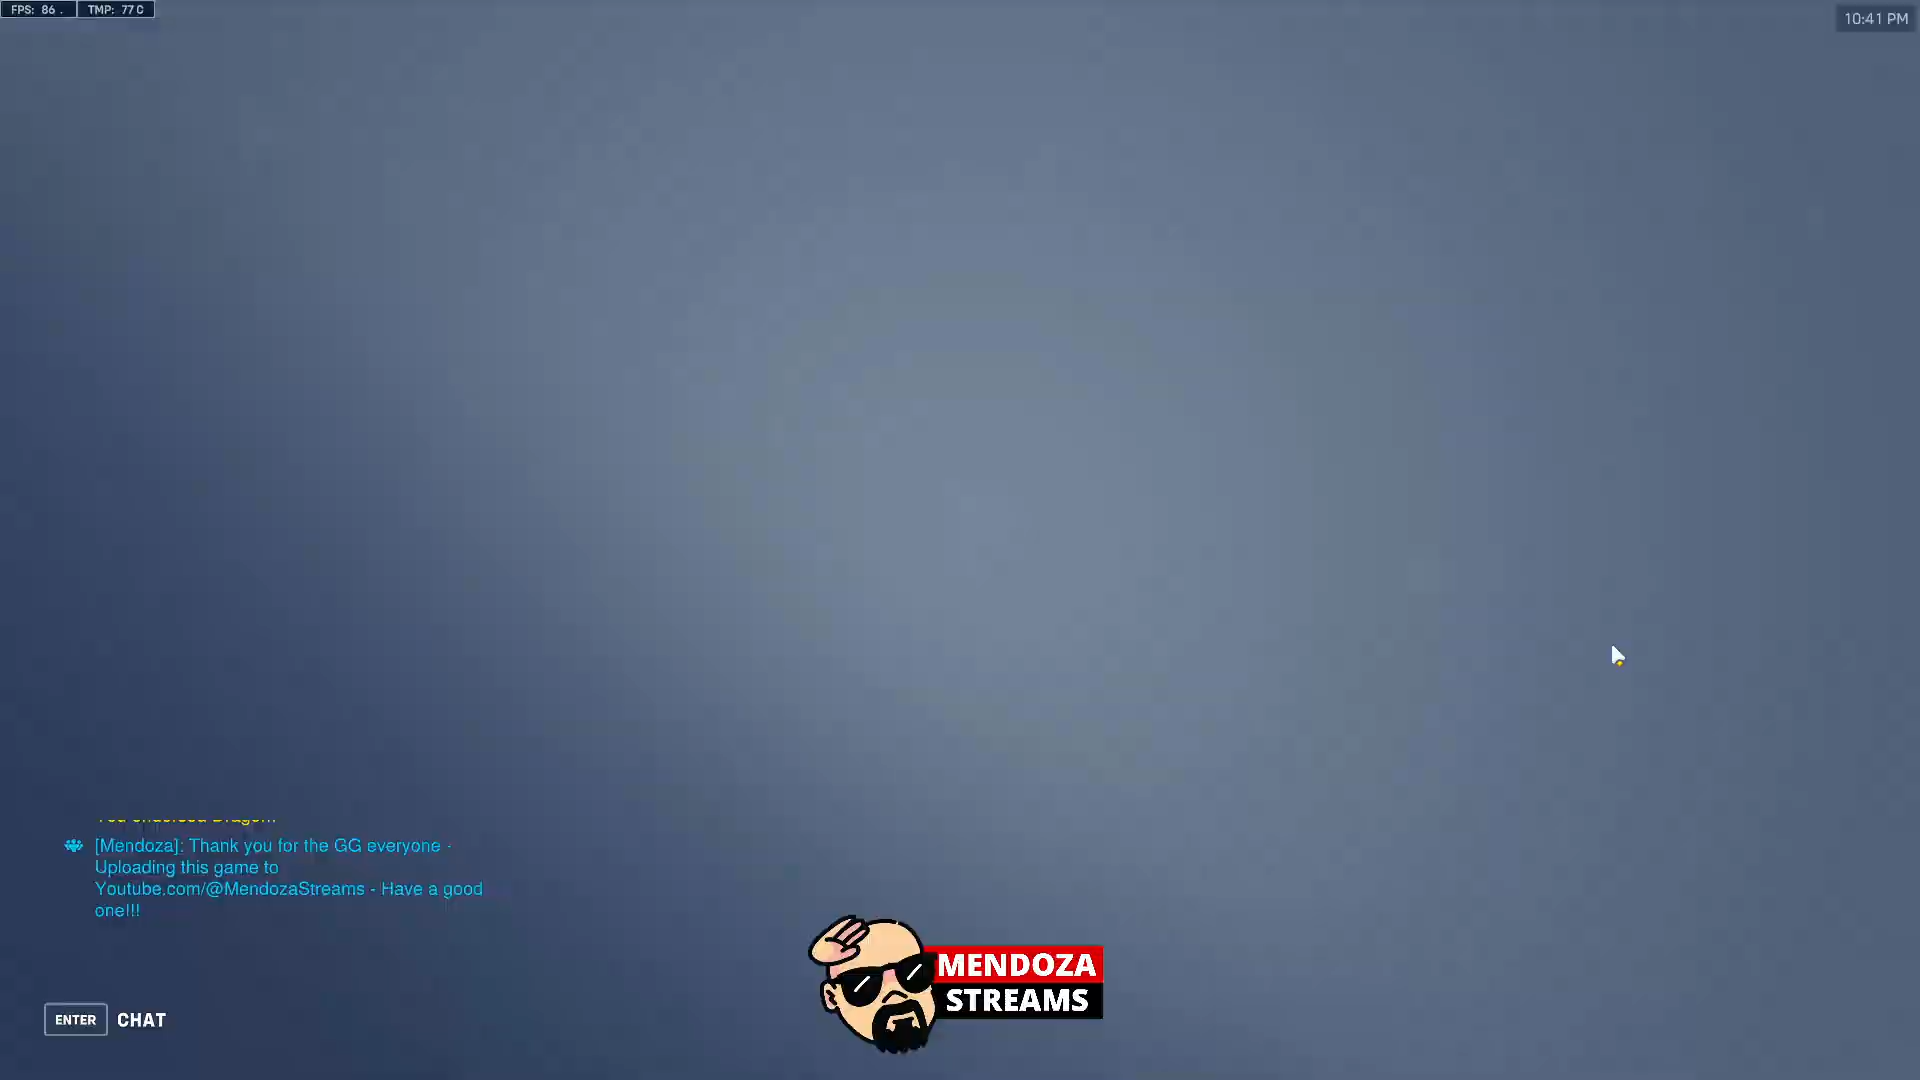 FPS: 86 .
TMP: 77 C
10:41 PM
[Mendoza]: Thank you for the GG everyone -
Uploading this game to
Youtube.com/@MendozaStreams - Have a good
one!!!
MENDOZA
STREAMS
ENTER CHAT